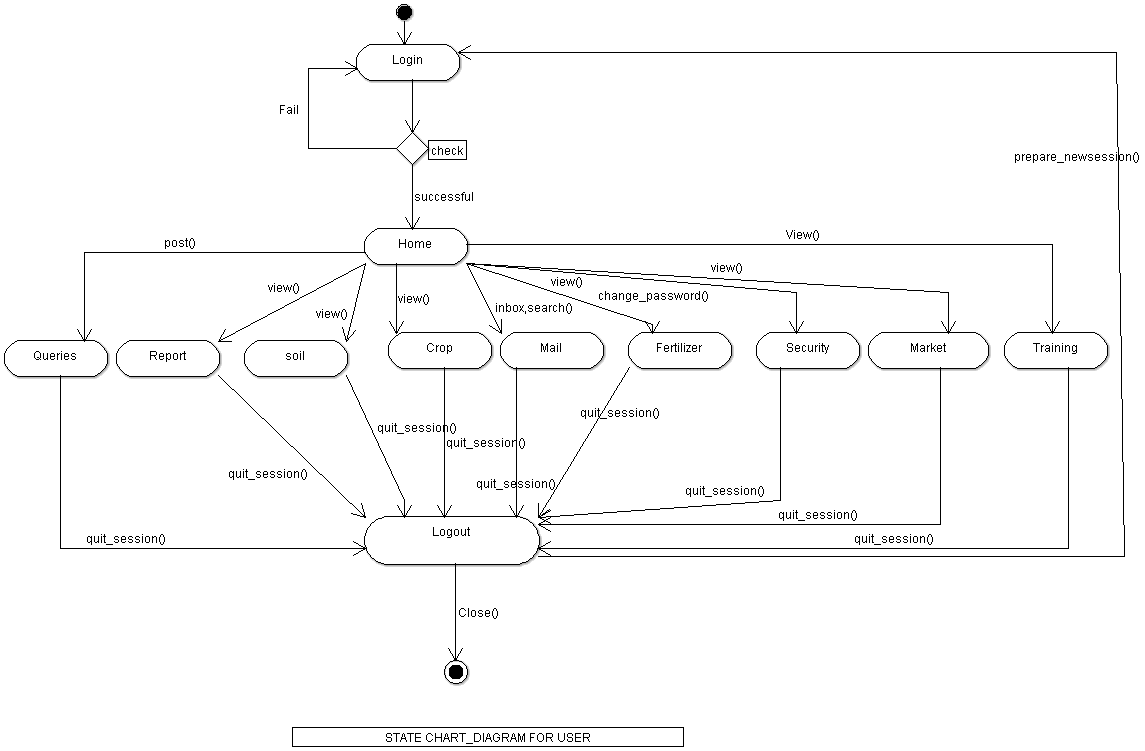 Login
Fail
check
prepare_newsession()
successful
Home
post()
View()
view()
view()
view()
inbox,search()
view()
change_password()
view()
Queries
Report
soil
Crop
Mail
Fertilizer
Security
Market
Training
quit_session()
quit_session()
quit_session()
quit_session()
quit_session()
quit_session()
quit_session()
quit_session()
quit_session()
Logout
Close()
STATE CHART_DIAGRAM FOR USER